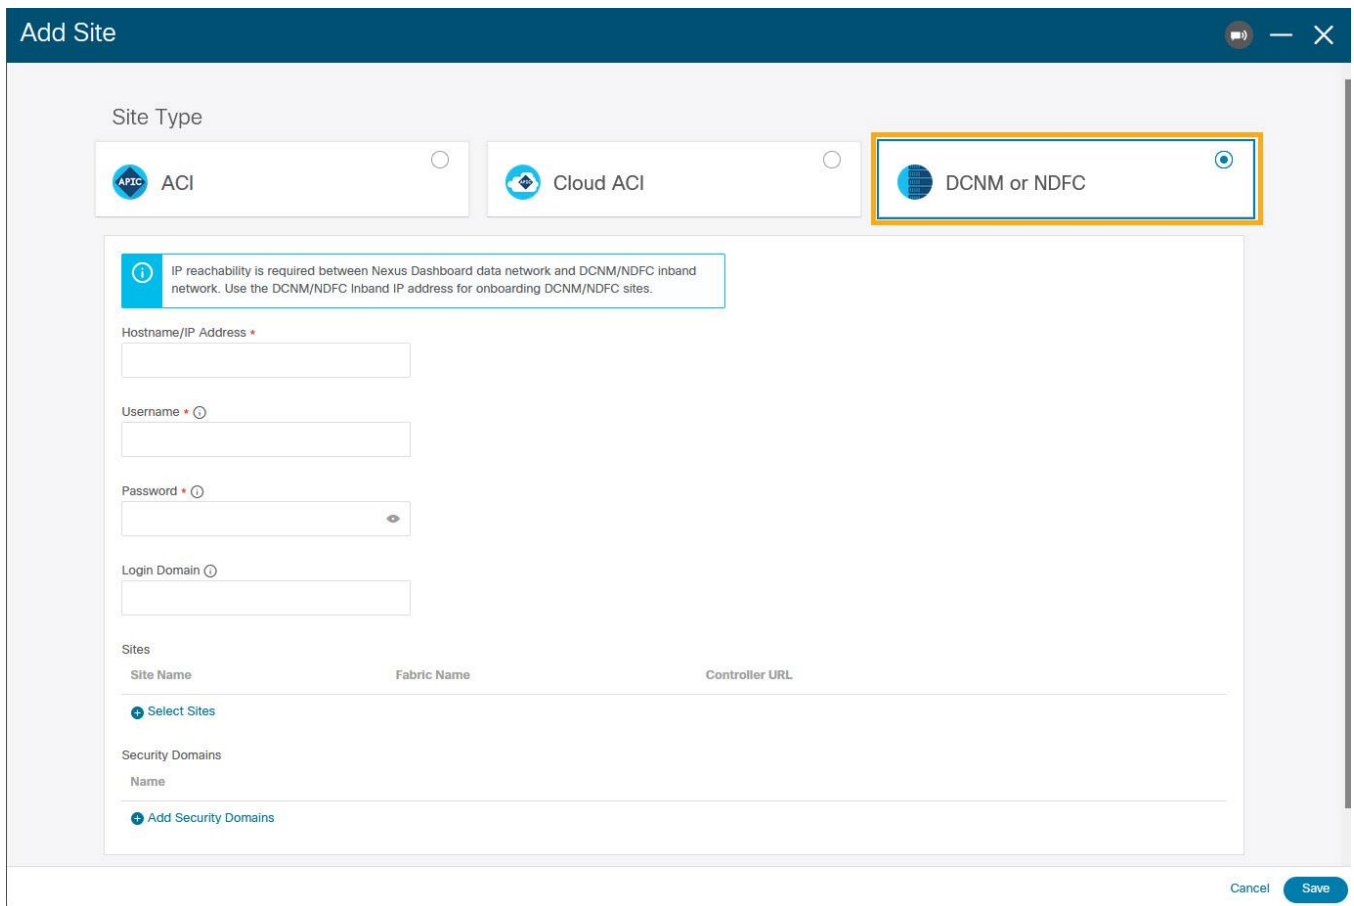 Add Site
Site Type
APIC
ACI
APIC
Cloud ACI
DCNM or NDFC
IP reachability is required between Nexus Dashboard data network and DCNM/NDFC inband
network. Use the DCNM/NDFC Inband IP address for onboarding DCNM/NDFC sites.
Hostname/IP Address *
Username *
Password *
Login Domain
Sites
Site Name Fabric Name Controller URL
Select Sites
Security Domains
Name
Add Security Domains
Cancel Save